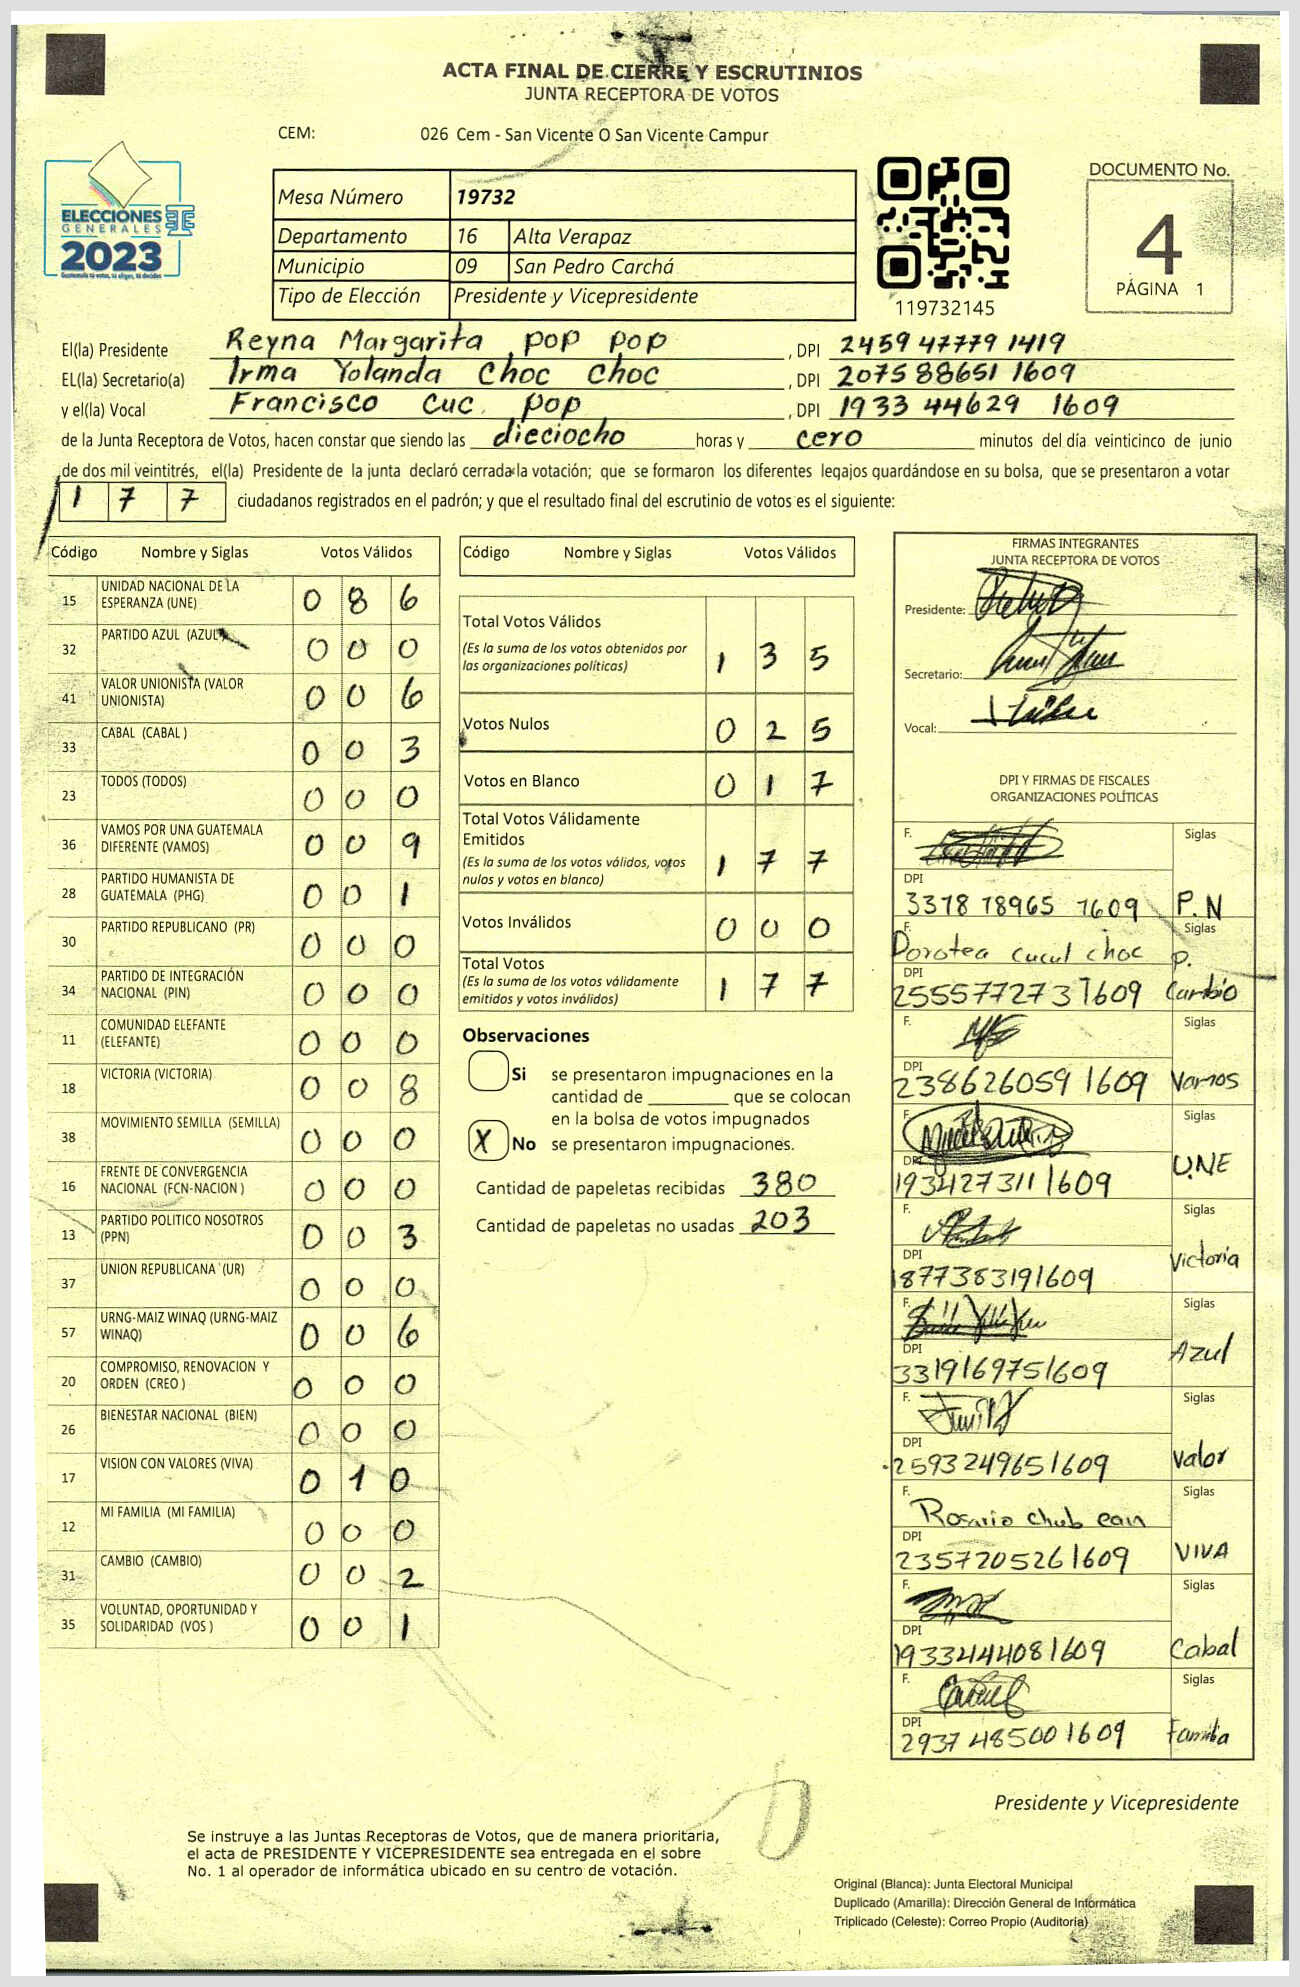 ACTA FINAL DE CIERRE Y ESCRUTINIOS
JUNTA RECEPTORA DE VOTOS
CEM: 026 Cem - San Vicente O San Vicente Campur
ELECCIONES
GENERALES
2023
Mesa Número 19732
Departamento 16 Alta Verapaz
Municipio 09 San Pedro Carchá
Tipo de Elección Presidente y Vicepresidente
119732145
DOCUMENTO No.
4
PÁGINA 1
El(la) Presidente Reyna Margarita pop pop , DPI 2459 47779 1419
EL(la) Secretario(a) Irma Yolanda Choc Choc , DPI 2075 88651 1609
y el(la) Vocal Francisco Cuc pop , DPI 1933 44629 1609
de la Junta Receptora de Votos, hacen constar que siendo las dieciocho horas y cero minutos del día veinticinco de junio
de dos mil veintitrés, el(la) Presidente de la junta declaró cerrada la votación; que se formaron los diferentes legajos guardándose en su bolsa, que se presentaron a votar
1 7 7 ciudadanos registrados en el padrón; y que el resultado final del escrutinio de votos es el siguiente:
Código Nombre y Siglas Votos Válidos
15 UNIDAD NACIONAL DE LA ESPERANZA (UNE) 0 8 6
32 PARTIDO AZUL (AZUL) 0 0 0
41 VALOR UNIONISTA (VALOR UNIONISTA) 0 0 6
33 CABAL (CABAL ) 0 0 3
23 TODOS (TODOS) 0 0 0
36 VAMOS POR UNA GUATEMALA DIFERENTE (VAMOS) 0 0 9
28 PARTIDO HUMANISTA DE GUATEMALA (PHG) 0 0 1
30 PARTIDO REPUBLICANO (PR) 0 0 0
34 PARTIDO DE INTEGRACIÓN NACIONAL (PIN) 0 0 0
11 COMUNIDAD ELEFANTE (ELEFANTE) 0 0 0
18 VICTORIA (VICTORIA) 0 0 8
38 MOVIMIENTO SEMILLA (SEMILLA) 0 0 0
16 FRENTE DE CONVERGENCIA NACIONAL (FCN-NACION ) 0 0 0
13 PARTIDO POLITICO NOSOTROS (PPN) 0 0 3
37 UNION REPUBLICANA (UR) 0 0 0
57 URNG-MAIZ WINAQ (URNG-MAIZ WINAQ) 0 0 6
20 COMPROMISO, RENOVACION Y ORDEN (CREO ) 0 0 0
26 BIENESTAR NACIONAL (BIEN) 0 0 0
17 VISION CON VALORES (VIVA) 0 1 0
12 MI FAMILIA (MI FAMILIA) 0 0 0
31 CAMBIO (CAMBIO) 0 0 2
35 VOLUNTAD, OPORTUNIDAD Y SOLIDARIDAD (VOS ) 0 0 1
Código Nombre y Siglas Votos Válidos
Total Votos Válidos
(Es la suma de los votos obtenidos por
las organizaciones políticas) 1 3 5
Votos Nulos 0 2 5
Votos en Blanco 0 1 7
Total Votos Válidamente
Emitidos
(Es la suma de los votos válidos, votos
nulos y votos en blanco) 1 7 7
Votos Inválidos 0 0 0
Total Votos
(Es la suma de los votos válidamente
emitidos y votos inválidos) 1 7 7
Observaciones
Si se presentaron impugnaciones en la
cantidad de ________ que se colocan
en la bolsa de votos impugnados
X No se presentaron impugnaciones.
Cantidad de papeletas recibidas 380
Cantidad de papeletas no usadas 203
FIRMAS INTEGRANTES
JUNTA RECEPTORA DE VOTOS
Presidente:
Secretario:
Vocal:
DPI Y FIRMAS DE FISCALES
ORGANIZACIONES POLÍTICAS
F. Siglas
DPI
3378 78965 1609 P.N
F. Dorotea cucul choc Siglas
DPI P.
2555772731609 Cambio
F. Siglas
DPI
2386260591609 Vamos
F. Siglas
DPI UNE
1934273111609
F. Siglas
DPI Victoria
1877383191609
F. Siglas
DPI Azul
3319169751609
F. Siglas
DPI
2593249651609 Valor
F. Rosario chub can Siglas
DPI
2357205261609 VIVA
F. Siglas
DPI
1933444081609 Cabal
F. Siglas
DPI
2937485001609 Familia
Presidente y Vicepresidente
Se instruye a las Juntas Receptoras de Votos, que de manera prioritaria,
el acta de PRESIDENTE Y VICEPRESIDENTE sea entregada en el sobre
No. 1 al operador de informática ubicado en su centro de votación.
Original (Blanca): Junta Electoral Municipal
Duplicado (Amarilla): Dirección General de Informática
Triplicado (Celeste): Correo Propio (Auditoría)